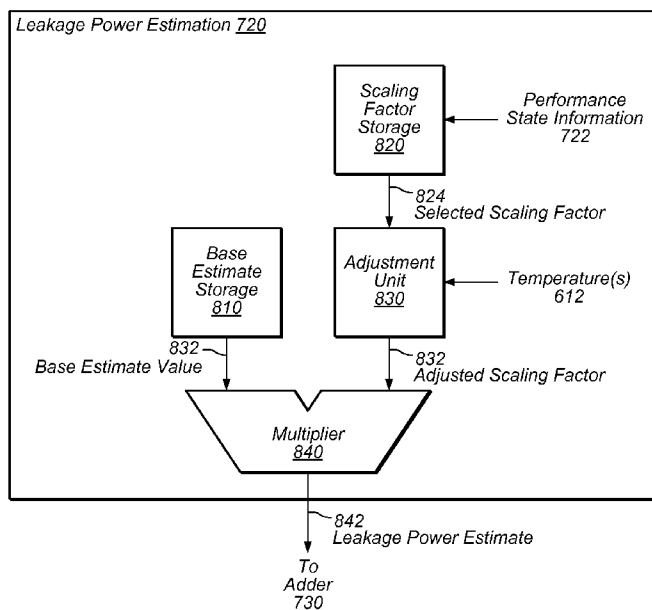 Leakage Power Estimation 720
Scaling
Factor
Storage
820
Performance
State Information
722
824
Selected Scaling Factor
Base
Estimate
Storage
810
Adjustment
Unit
830
Temperature(s)
612
832
Base Estimate Value
832
Adjusted Scaling Factor
Multiplier
840
842
Leakage Power Estimate
To
Adder
730